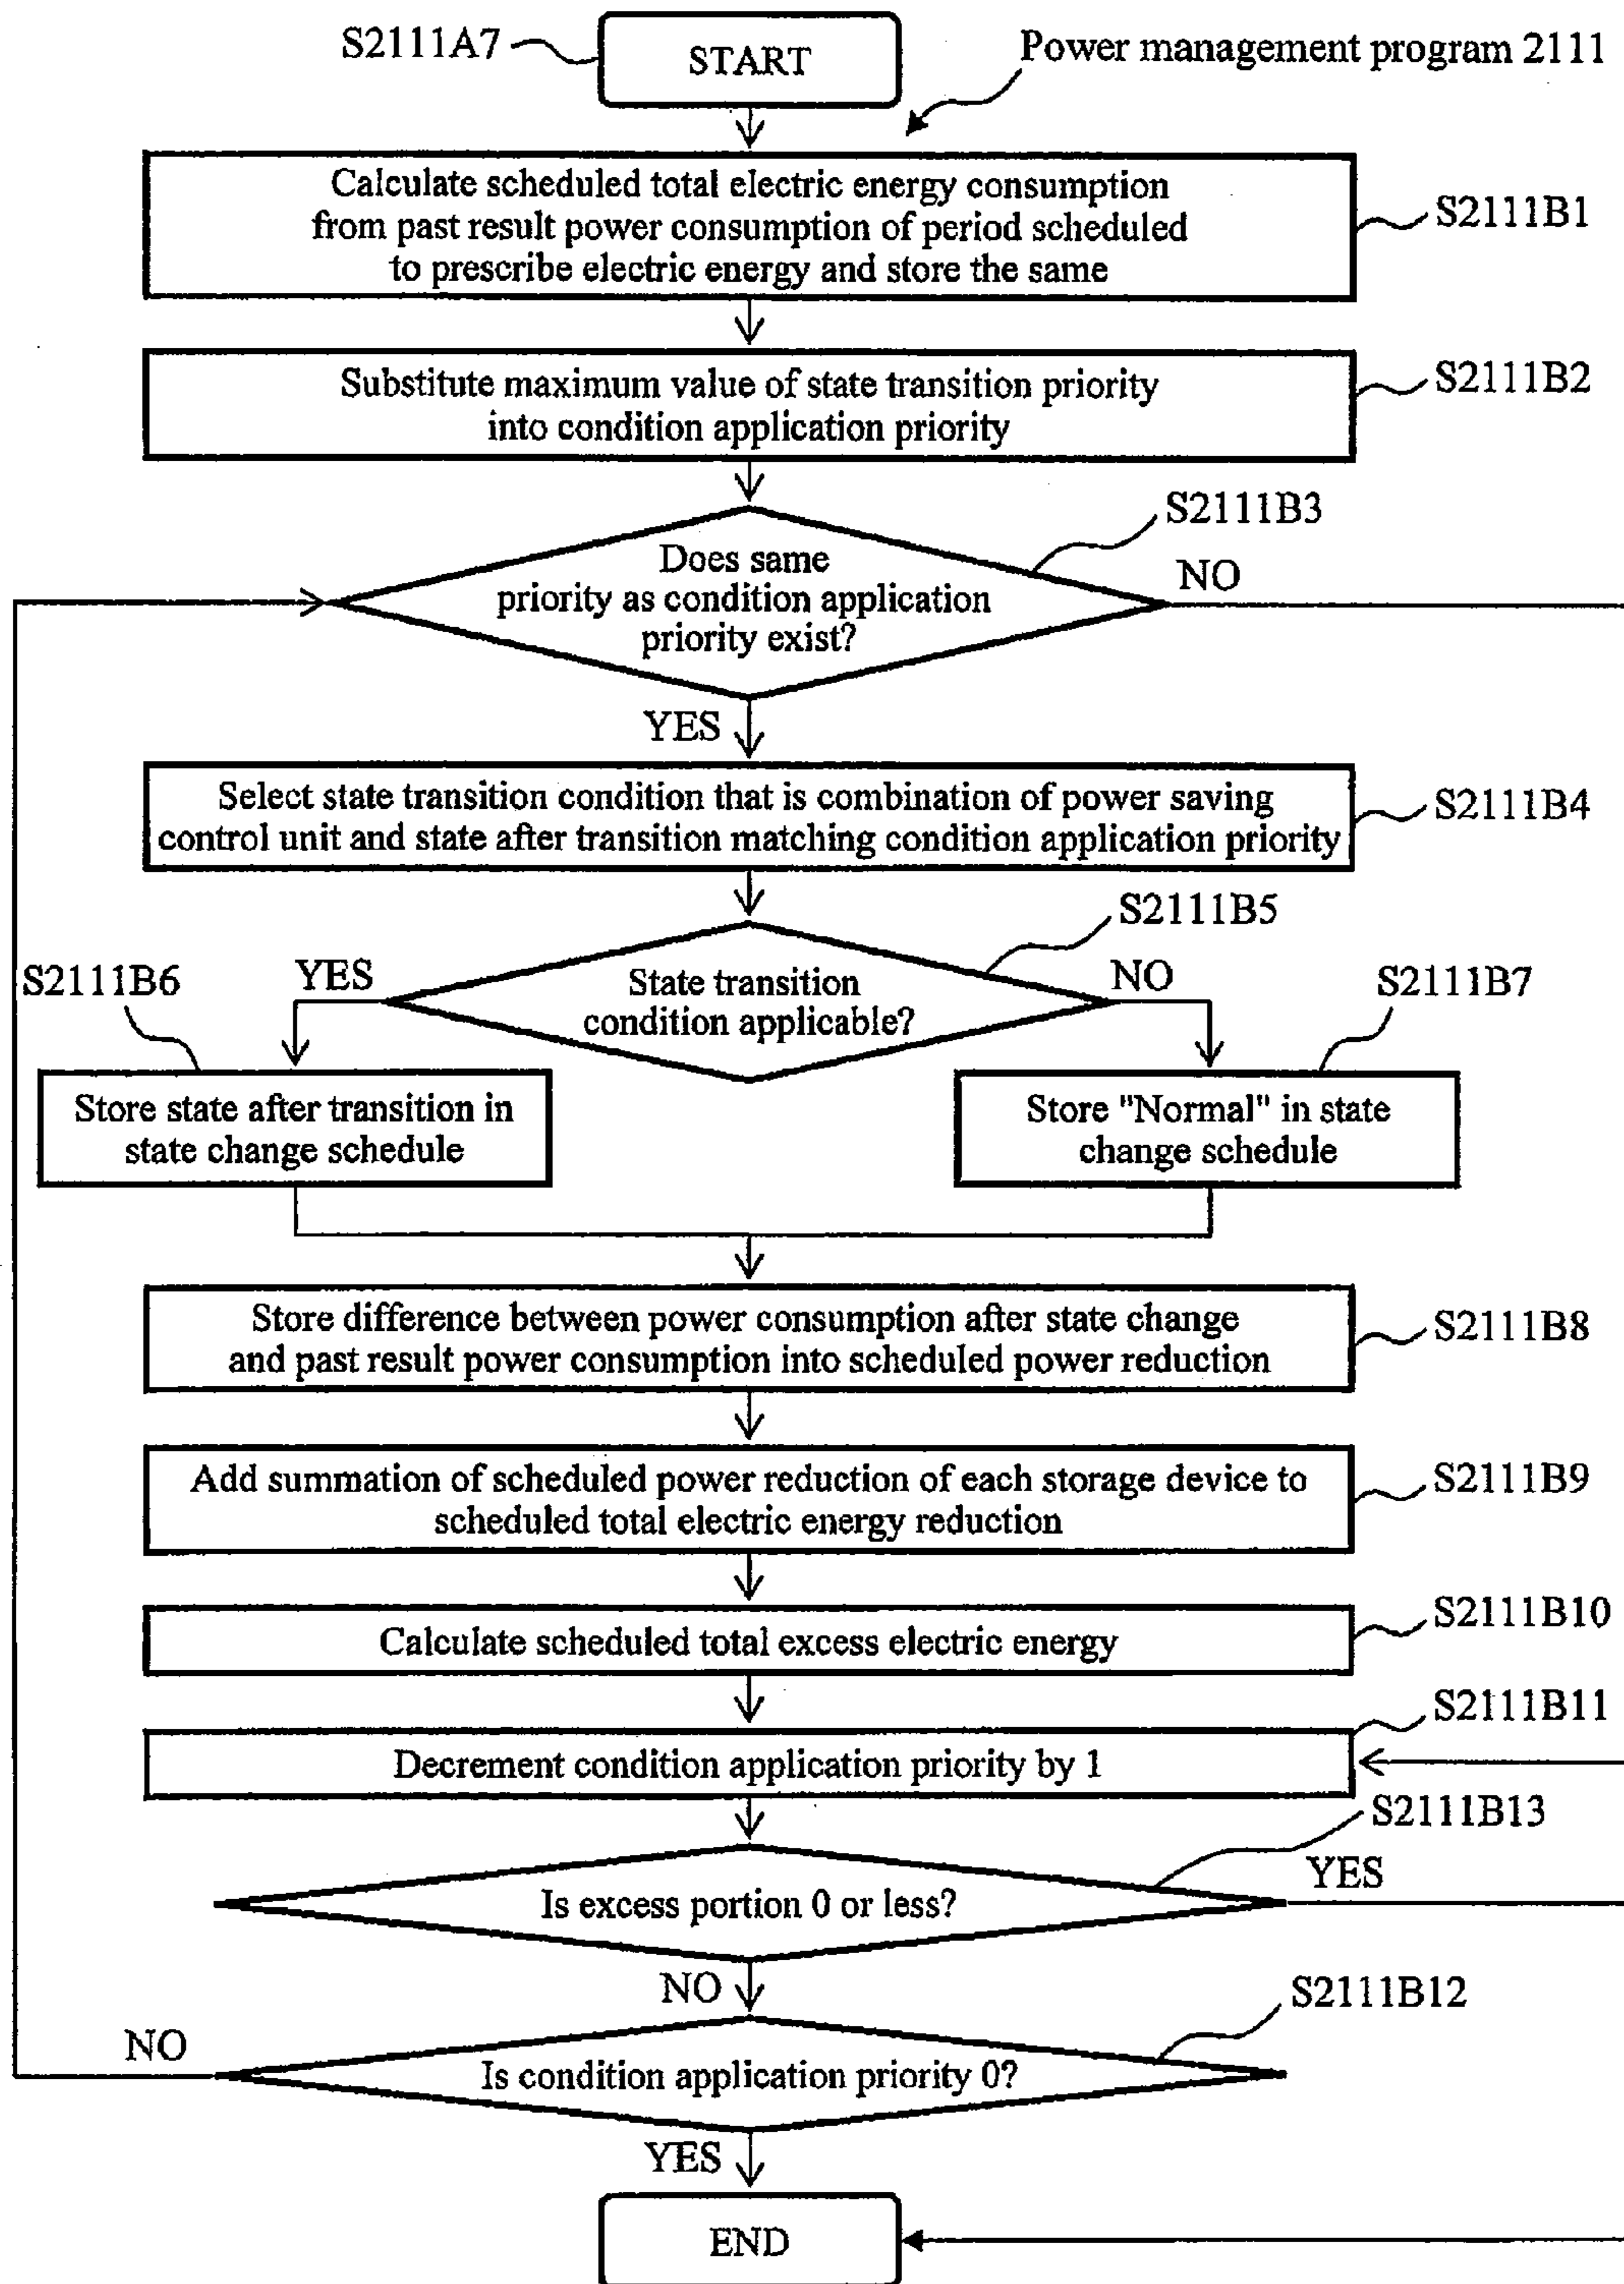 S2111A7
START
Power management program 2111
Calculate scheduled total electric energy consumption
from past result power consumption of period scheduled
to prescribe electric energy and store the same
S2111B1
Substitute maximum value of state transition priority
into condition application priority
S2111B2
S2111B3
Does same
priority as condition application
priority exist?
NO
YES
Select state transition condition that is combination of power saving
control unit and state after transition matching condition application priority
S2111B4
S2111B5
S2111B6
YES
State transition
condition applicable?
NO
S2111B7
Store state after transition in
state change schedule
Store "Normal" in state
change schedule
Store difference between power consumption after state change
and past result power consumption into scheduled power reduction
S2111B8
Add summation of scheduled power reduction of each storage device to
scheduled total electric energy reduction
S2111B9
Calculate scheduled total excess electric energy
S2111B10
S2111B11
Decrement condition application priority by 1
S2111B13
Is excess portion 0 or less?
YES
NO
S2111B12
NO
Is condition application priority 0?
YES
END